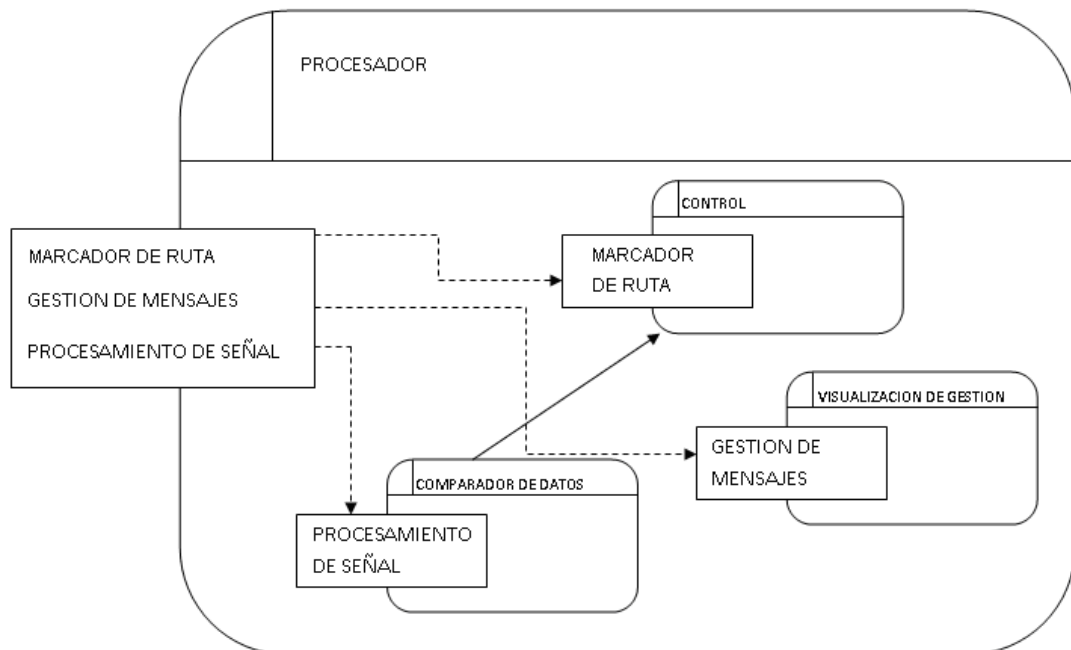 PROCESADOR
CONTROL
MARCADOR DE RUTA
GESTION DE MENSAJES
PROCESAMIENTO DE SEÑAL
MARCADOR
DE RUTA
VISUALIZACION DE GESTION
GESTION DE
MENSAJES
COMPARADOR DE DATOS
PROCESAMIENTO
DE SEÑAL